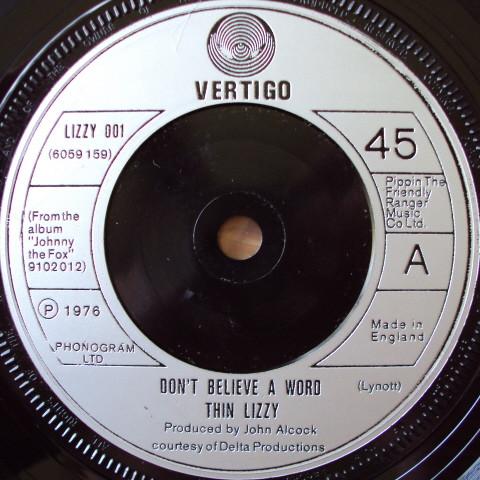 VERTIGO
LIZZY 001
(6059 159)
45
Pippin The
Friendly
Ranger
Music
Co Ltd.
(From the
album
"Johnny
the Fox"
9102 012)
A
℗ 1976
Made in
England
PHONOGRAM
LTD
DON'T BELIEVE A WORD
(Lynott)
THIN LIZZY
Produced by John Alcock
courtesy of Delta Productions